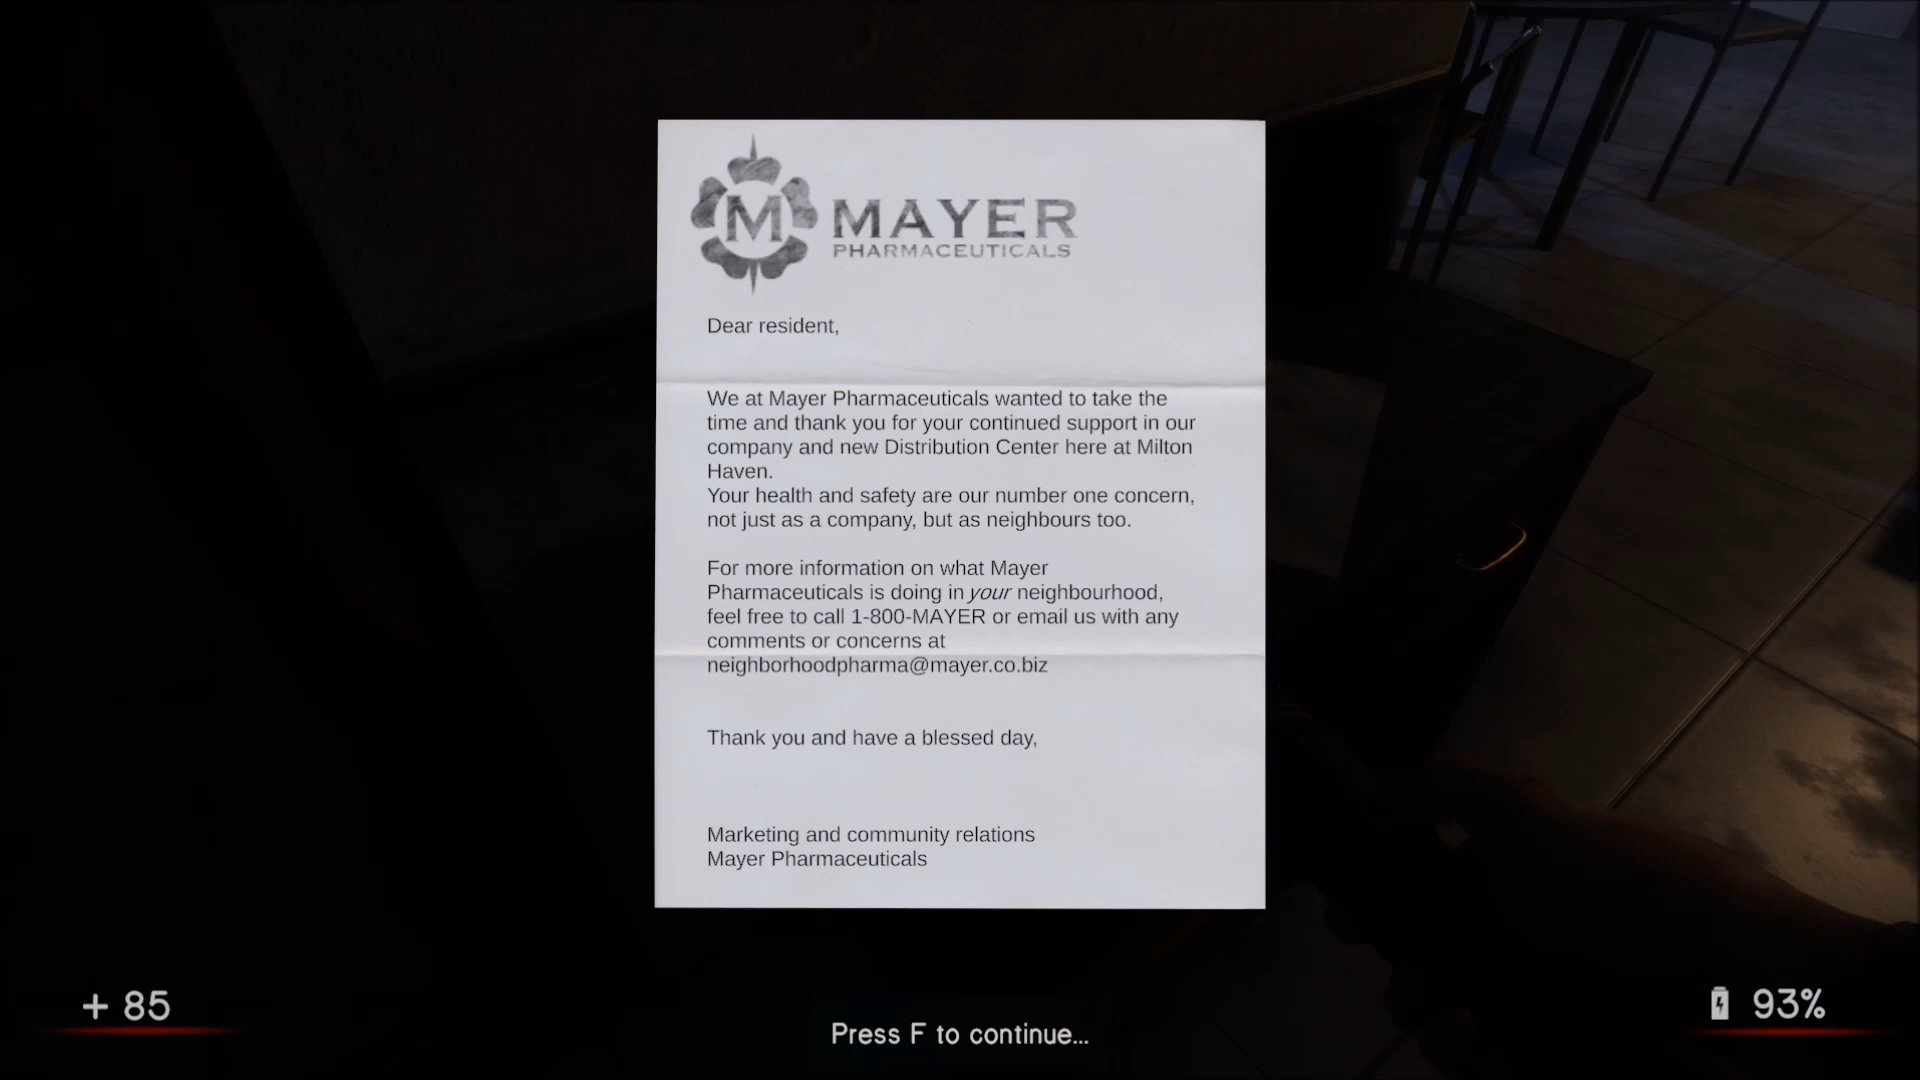 M MAYER
PHARMACEUTICALS
Dear resident,
We at Mayer Pharmaceuticals wanted to take the
time and thank you for your continued support in our
company and new Distribution Center here at Milton
Haven.
Your health and safety are our number one concern,
not just as a company, but as neighbours too.
For more information on what Mayer
Pharmaceuticals is doing in your neighbourhood,
feel free to call 1-800-MAYER or email us with any
comments or concerns at
neighborhoodpharma@mayer.co.biz
Thank you and have a blessed day,
Marketing and community relations
Mayer Pharmaceuticals
+ 85
93%
Press F to continue...